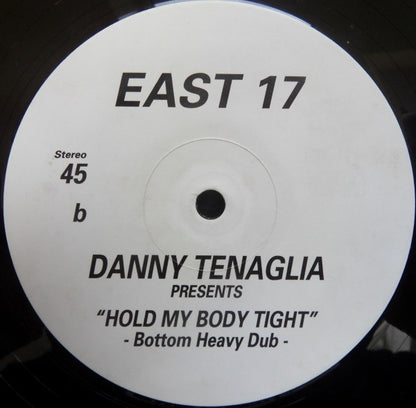 EAST 17
Stereo
45
b
DANNY TENAGLIA
PRESENTS
"HOLD MY BODY TIGHT"
- Bottom Heavy Dub -